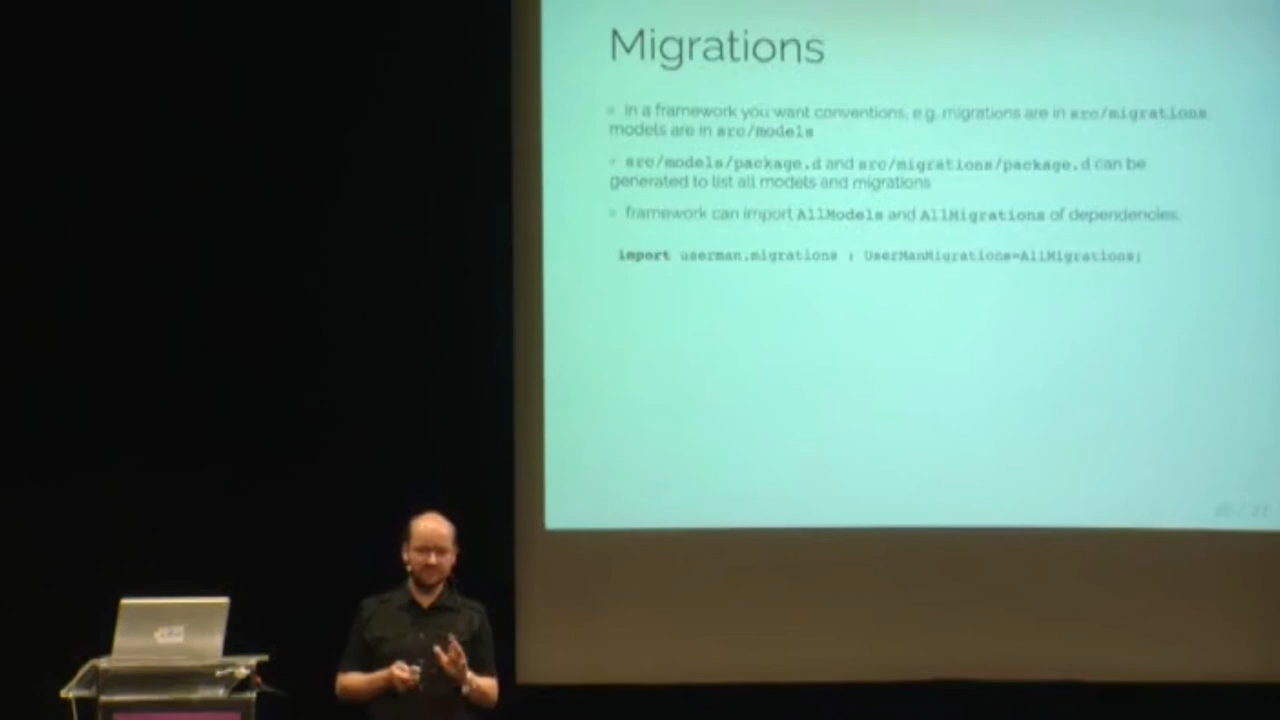 Migrations
In a framework you want conventions, e.g. migrations are in src/migrations
models are in src/models
src/models/package.d and src/migrations/package.d can be
generated to list all models and migrations
framework can import AllModels and AllMigrations of dependencies.
import userman.migrations : UserManMigrations=AllMigrations;
/ 27